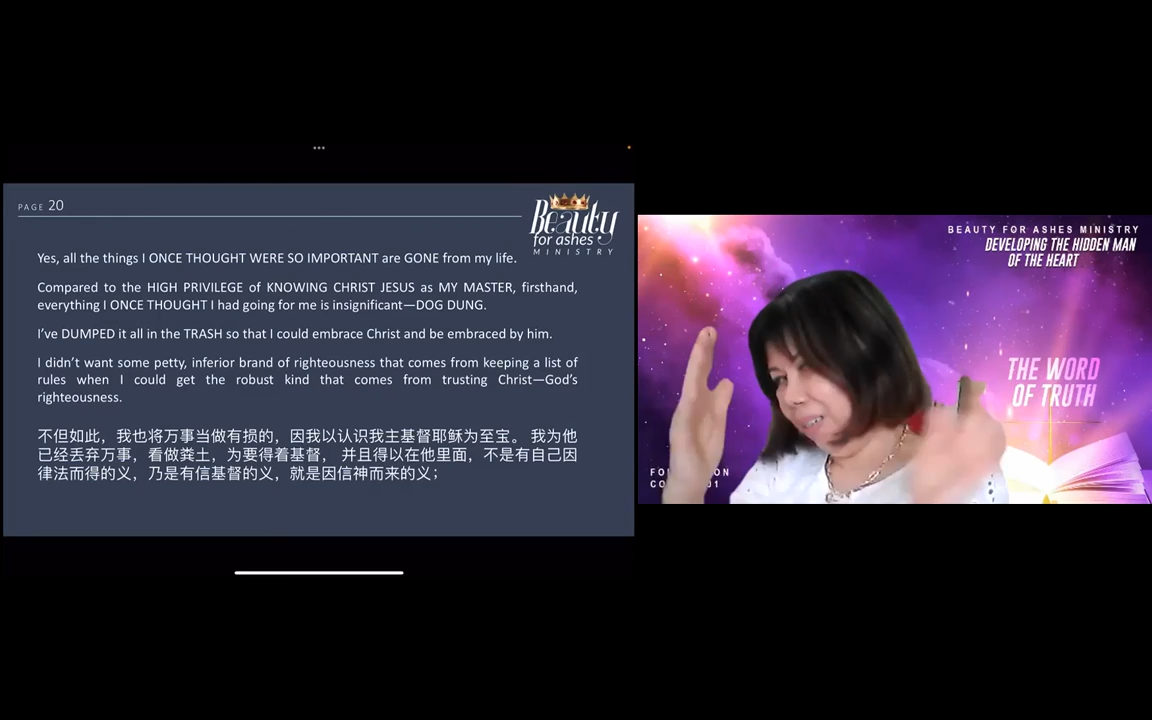 PAGE 20
Beauty
for ashes
MINISTRY
Yes, all the things I ONCE THOUGHT WERE SO IMPORTANT are GONE from my life.
Compared to the HIGH PRIVILEGE of KNOWING CHRIST JESUS as MY MASTER, firsthand,
everything I ONCE THOUGHT I had going for me is insignificant—DOG DUNG.
I’ve DUMPED it all in the TRASH so that I could embrace Christ and be embraced by him.
I didn’t want some petty, inferior brand of righteousness that comes from keeping a list of
rules when I could get the robust kind that comes from trusting Christ—God’s
righteousness.
不但如此，我也将万事当做有损的，因我以认识我主基督耶稣为至宝。 我为他
已经丢弃万事，看做粪土，为要得着基督， 并且得以在他里面，不是有自己因
律法而得的义，乃是有信基督的义，就是因信神而来的义；
BEAUTY FOR ASHES MINISTRY
DEVELOPING THE HIDDEN MAN
OF THE HEART
THE WORD
OF TRUTH